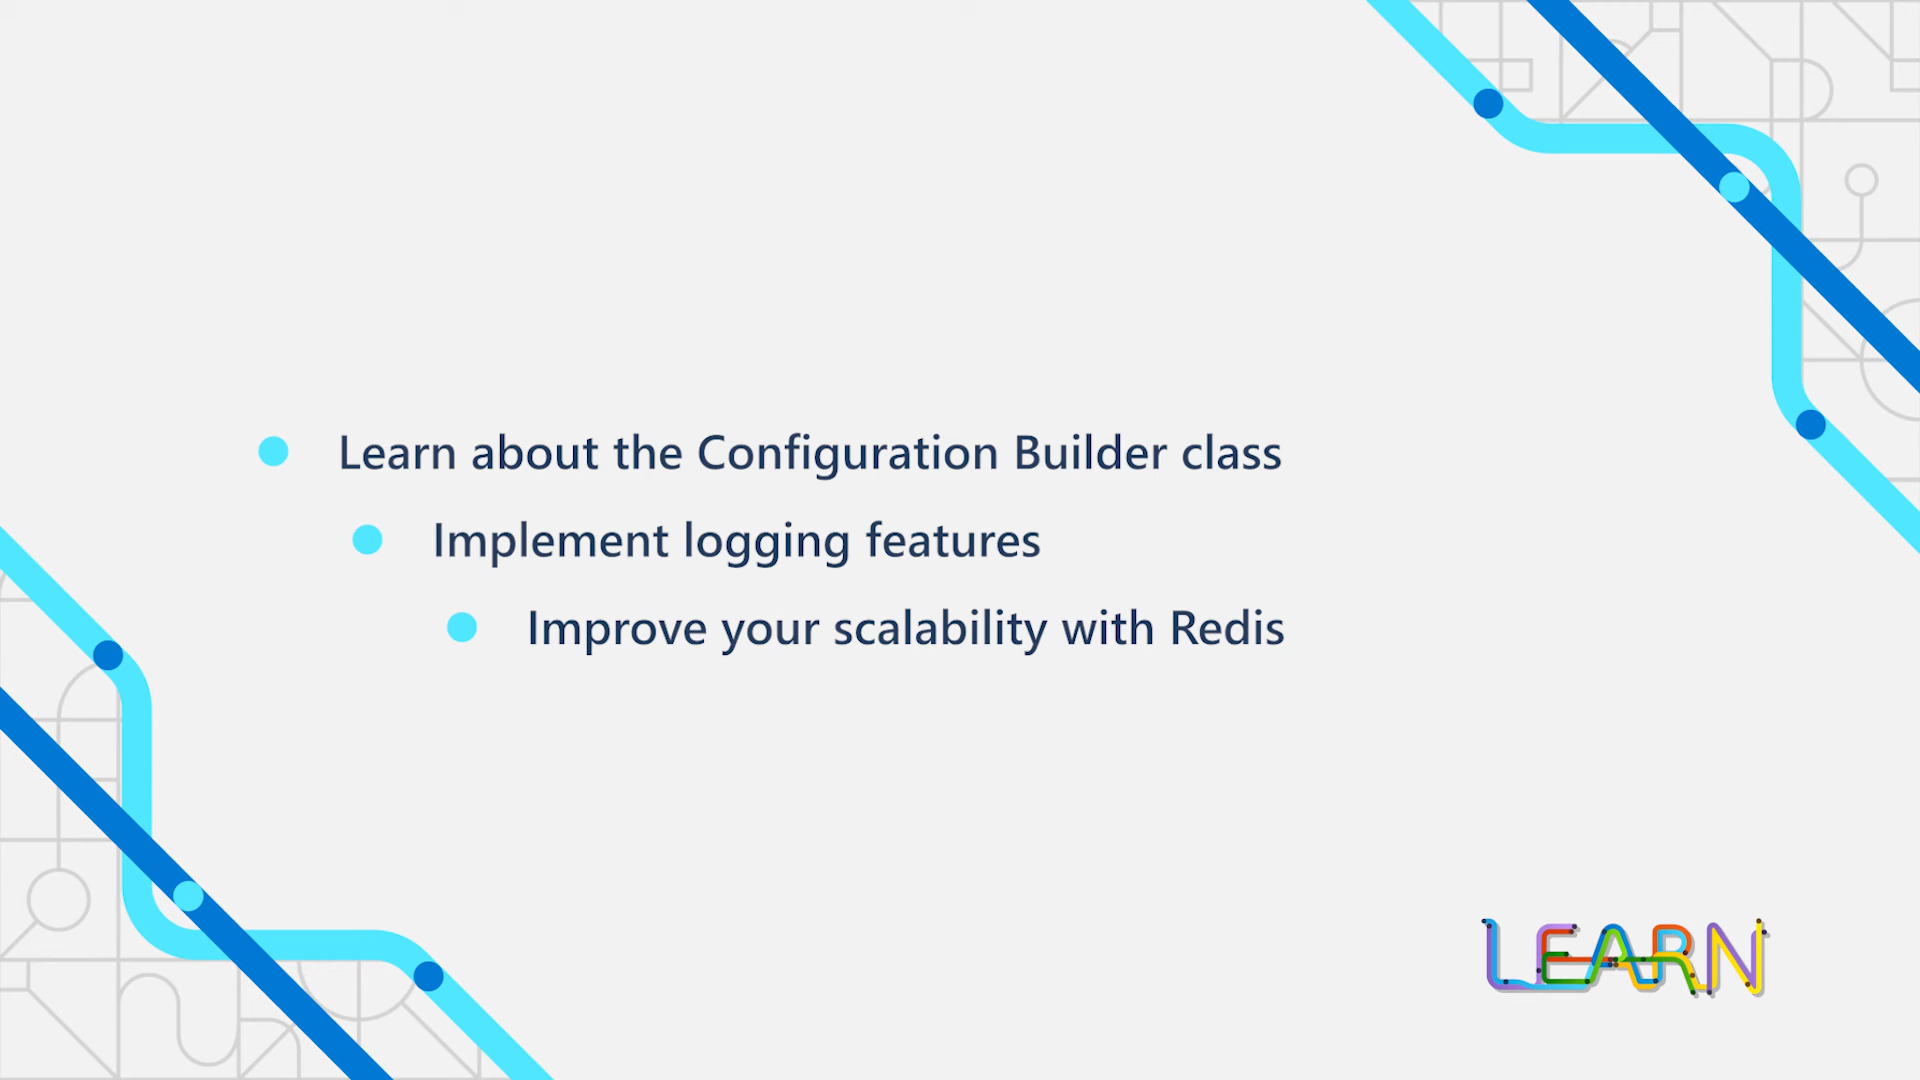 Learn about the Configuration Builder class
Implement logging features
Improve your scalability with Redis
LEARN